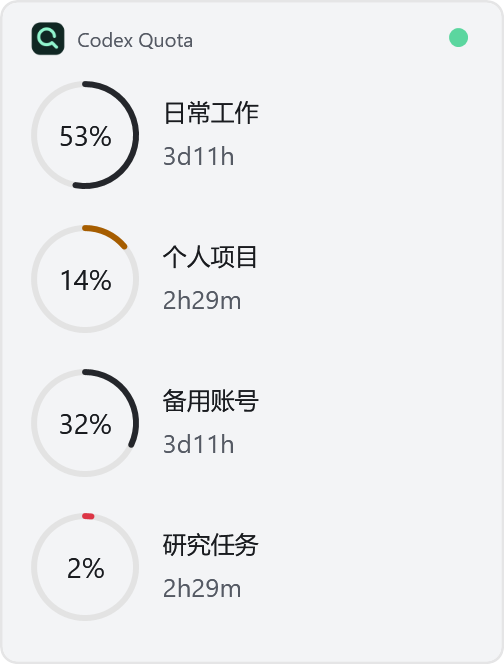 Codex Quota
53%
日常工作
3d11h
14%
个人项目
2h29m
32%
备用账号
3d11h
2%
研究任务
2h29m